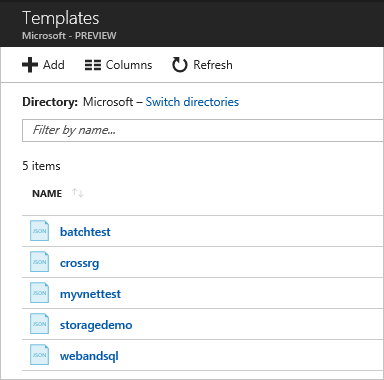 Templates
Microsoft - PREVIEW
Add Columns Refresh
Directory: Microsoft – Switch directories
Filter by name...
5 items
NAME
JSON batchtest
JSON crossrg
JSON myvnettest
JSON storagedemo
JSON webandsql